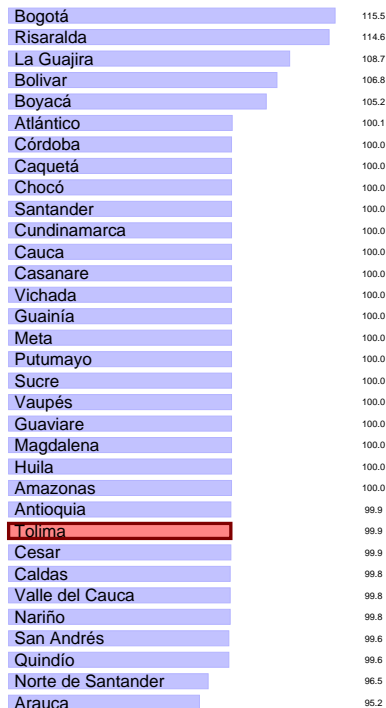 Bogotá 115.5
Risaralda 114.6
La Guajira 108.7
Bolivar 106.8
Boyacá 105.2
Atlántico 100.1
Córdoba 100.0
Caquetá 100.0
Chocó 100.0
Santander 100.0
Cundinamarca 100.0
Cauca 100.0
Casanare 100.0
Vichada 100.0
Guainía 100.0
Meta 100.0
Putumayo 100.0
Sucre 100.0
Vaupés 100.0
Guaviare 100.0
Magdalena 100.0
Huila 100.0
Amazonas 100.0
Antioquia 99.9
Tolima 99.9
Cesar 99.9
Caldas 99.8
Valle del Cauca 99.8
Nariño 99.8
San Andrés 99.6
Quindío 99.6
Norte de Santander 96.5
Arauca 95.2